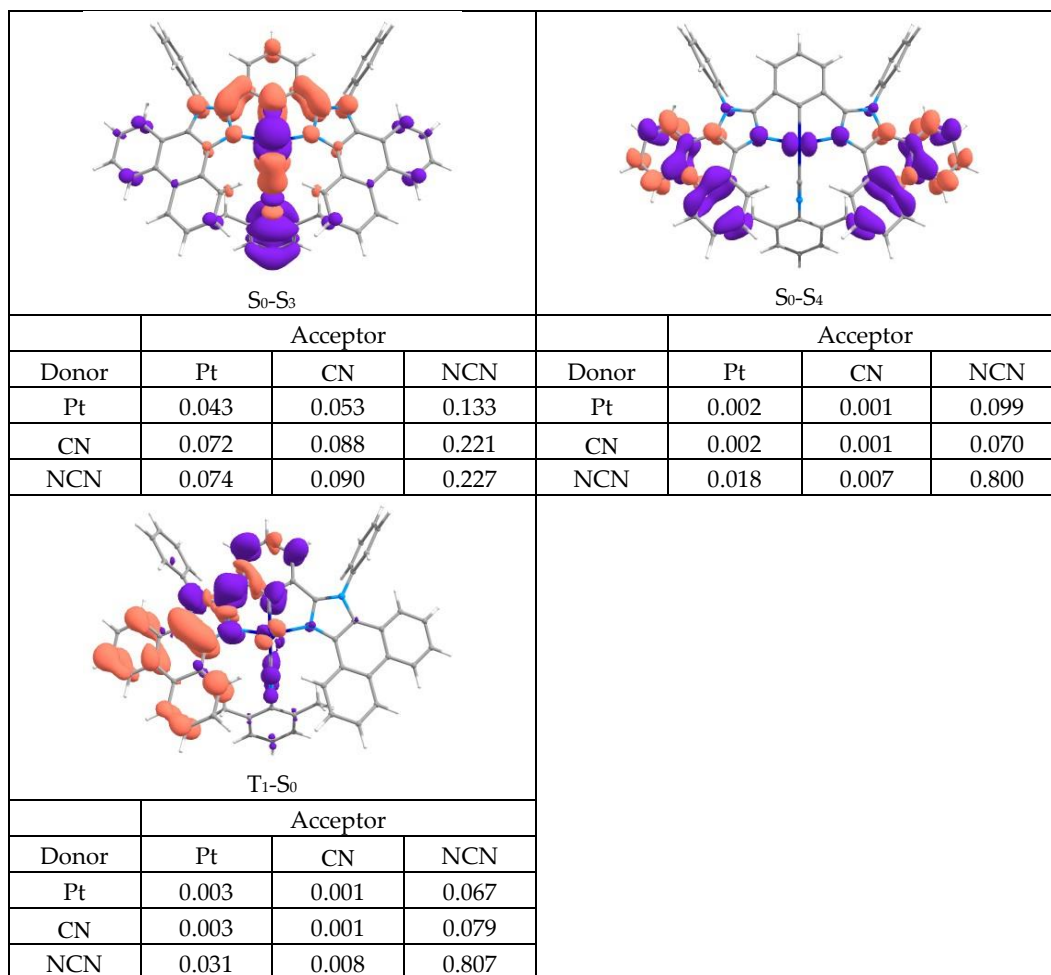 S0-S3 S0-S4
Acceptor Acceptor
Donor Pt CN NCN Donor Pt CN NCN
Pt 0.043 0.053 0.133 Pt 0.002 0.001 0.099
CN 0.072 0.088 0.221 CN 0.002 0.001 0.070
NCN 0.074 0.090 0.227 NCN 0.018 0.007 0.800
T1-S0
Acceptor
Donor Pt CN NCN
Pt 0.003 0.001 0.067
CN 0.003 0.001 0.079
NCN 0.031 0.008 0.807